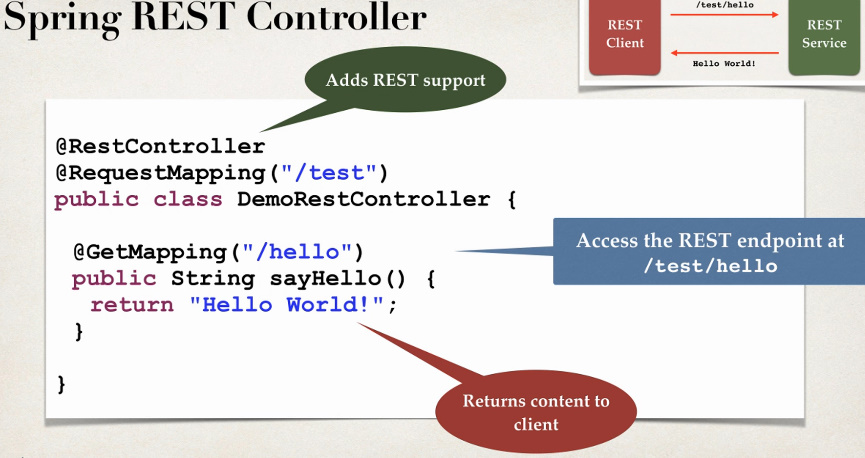 Spring REST Controller
/test/hello
REST
Client
REST
Service
Hello World!
Adds REST support
@RestController
@RequestMapping("/test")
public class DemoRestController {
@GetMapping("/hello")
public String sayHello() {
return "Hello World!";
}
}
Access the REST endpoint at
/test/hello
Returns content to
client